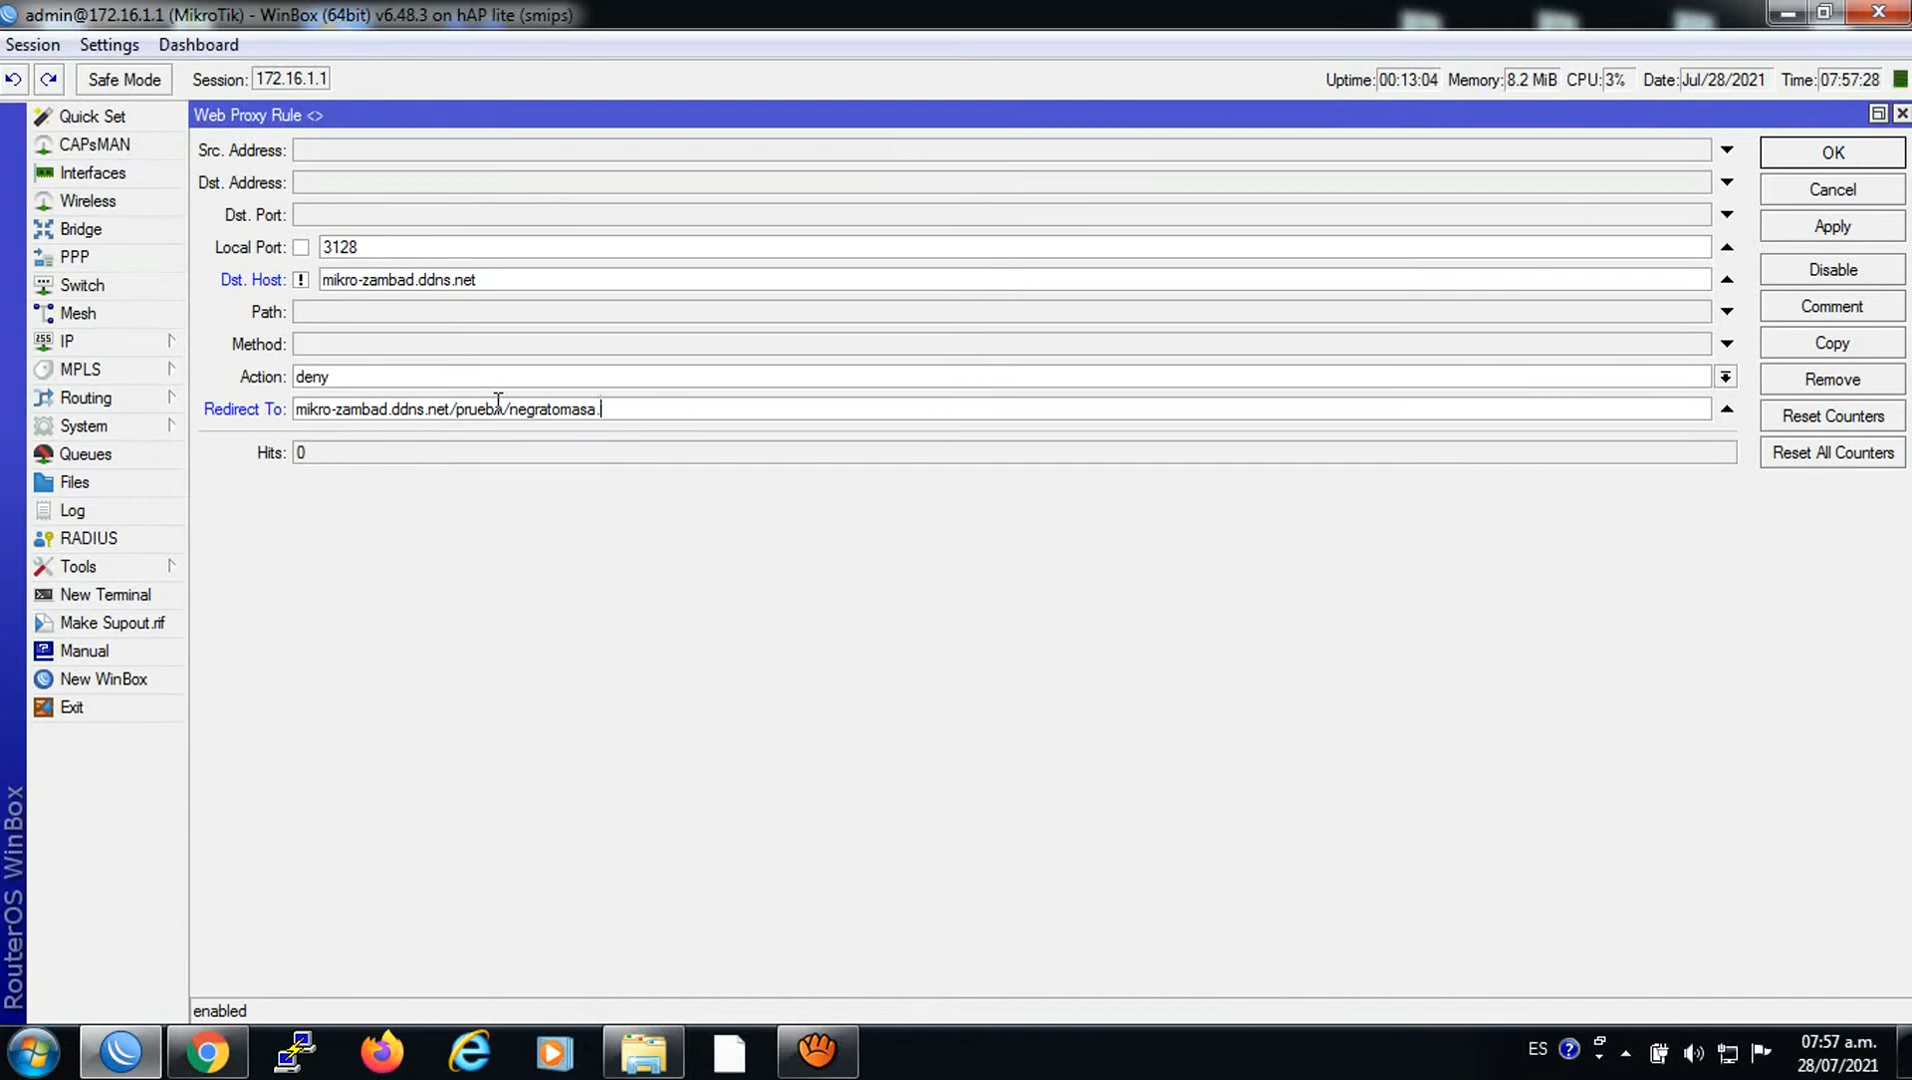 admin@172.16.1.1 (MikroTik) - WinBox (64bit) v6.48.3 on hAP lite (smips)
Session Settings Dashboard
Safe Mode Session: 172.16.1.1 Uptime: 00:13:04 Memory: 8.2 MiB CPU: 3% Date: Jul/28/2021 Time: 07:57:28
Quick Set
CAPsMAN
Interfaces
Wireless
Bridge
PPP
Switch
Mesh
255 IP
MPLS
Routing
System
Queues
Files
Log
RADIUS
Tools
New Terminal
Make Supout.rif
Manual
New WinBox
Exit
RouterOS WinBox
Web Proxy Rule <>
Src. Address:
Dst. Address:
Dst. Port:
Local Port: 3128
Dst. Host: ! mikro-zambad.ddns.net
Path:
Method:
Action: deny
Redirect To: mikro-zambad.ddns.net/prueba/negratomasa.
Hits: 0
OK
Cancel
Apply
Disable
Comment
Copy
Remove
Reset Counters
Reset All Counters
enabled
ES
07:57 a.m.
28/07/2021